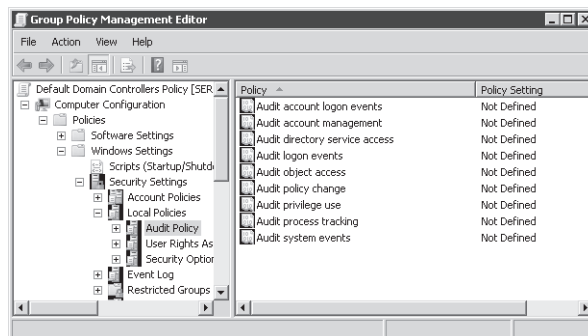 Group Policy Management Editor
File Action View Help
Default Domain Controllers Policy [SER
Computer Configuration
Policies
Software Settings
Windows Settings
Scripts (Startup/Shutd
Security Settings
Account Policies
Local Policies
Audit Policy
User Rights As
Security Option
Event Log
Restricted Groups
Policy Policy Setting
Audit account logon events Not Defined
Audit account management Not Defined
Audit directory service access Not Defined
Audit logon events Not Defined
Audit object access Not Defined
Audit policy change Not Defined
Audit privilege use Not Defined
Audit process tracking Not Defined
Audit system events Not Defined